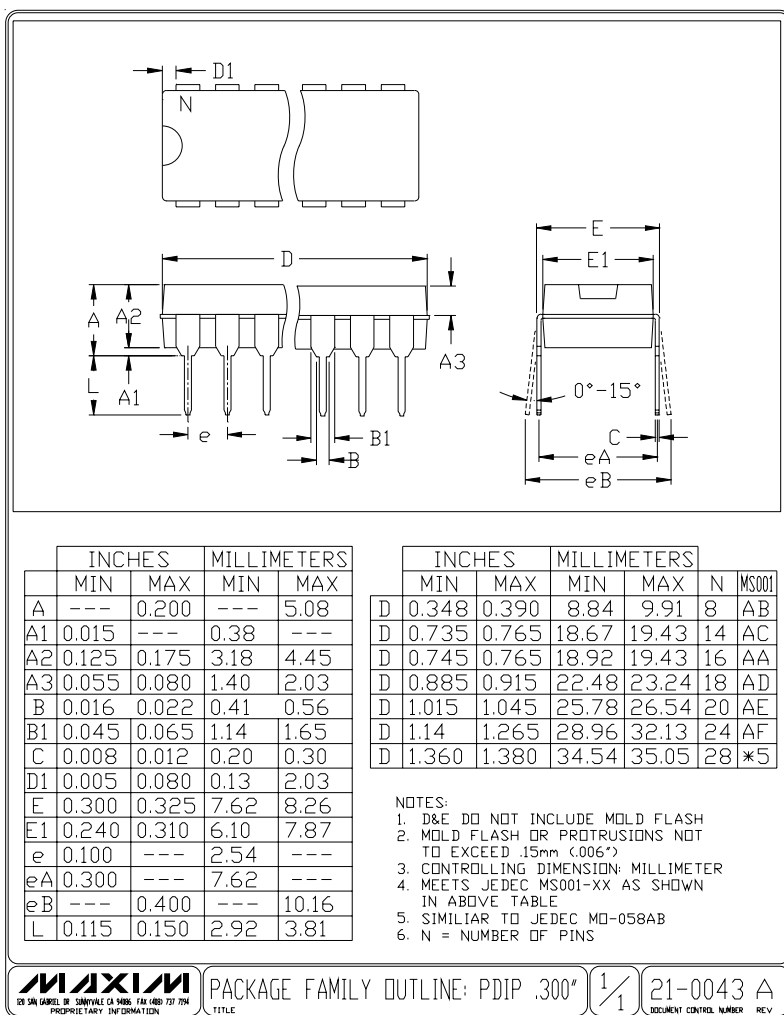 D1
N
D
E
E1
A
A2
A3
L
A1
0°-15°
e
B1
B
C
eA
eB
INCHES MILLIMETERS
MIN MAX MIN MAX
A --- 0.200 --- 5.08
A1 0.015 --- 0.38 ---
A2 0.125 0.175 3.18 4.45
A3 0.055 0.080 1.40 2.03
B 0.016 0.022 0.41 0.56
B1 0.045 0.065 1.14 1.65
C 0.008 0.012 0.20 0.30
D1 0.005 0.080 0.13 2.03
E 0.300 0.325 7.62 8.26
E1 0.240 0.310 6.10 7.87
e 0.100 --- 2.54 ---
eA 0.300 --- 7.62 ---
eB --- 0.400 --- 10.16
L 0.115 0.150 2.92 3.81
INCHES MILLIMETERS
MIN MAX MIN MAX N MS001
D 0.348 0.390 8.84 9.91 8 AB
D 0.735 0.765 18.67 19.43 14 AC
D 0.745 0.765 18.92 19.43 16 AA
D 0.885 0.915 22.48 23.24 18 AD
D 1.015 1.045 25.78 26.54 20 AE
D 1.14 1.265 28.96 32.13 24 AF
D 1.360 1.380 34.54 35.05 28 *5
NOTES:
1. D&E DO NOT INCLUDE MOLD FLASH
2. MOLD FLASH OR PROTRUSIONS NOT
TO EXCEED .15mm (.006")
3. CONTROLLING DIMENSION: MILLIMETER
4. MEETS JEDEC MS001-XX AS SHOWN
IN ABOVE TABLE
5. SIMILIAR TO JEDEC MO-058AB
6. N = NUMBER OF PINS
MAXIM
120 SAN GABRIEL DR SUNNYVALE CA 94086 FAX (408) 737 7194
PROPRIETARY INFORMATION
PACKAGE FAMILY OUTLINE: PDIP .300"
TITLE
1/1
21-0043 A
DOCUMENT CONTROL NUMBER REV